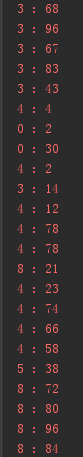 3 : 68
3 : 96
3 : 67
3 : 83
3 : 43
4 : 4
0 : 2
0 : 30
4 : 2
3 : 14
4 : 12
4 : 78
4 : 78
8 : 21
4 : 23
4 : 74
4 : 66
4 : 58
5 : 38
8 : 72
8 : 80
8 : 96
8 : 84